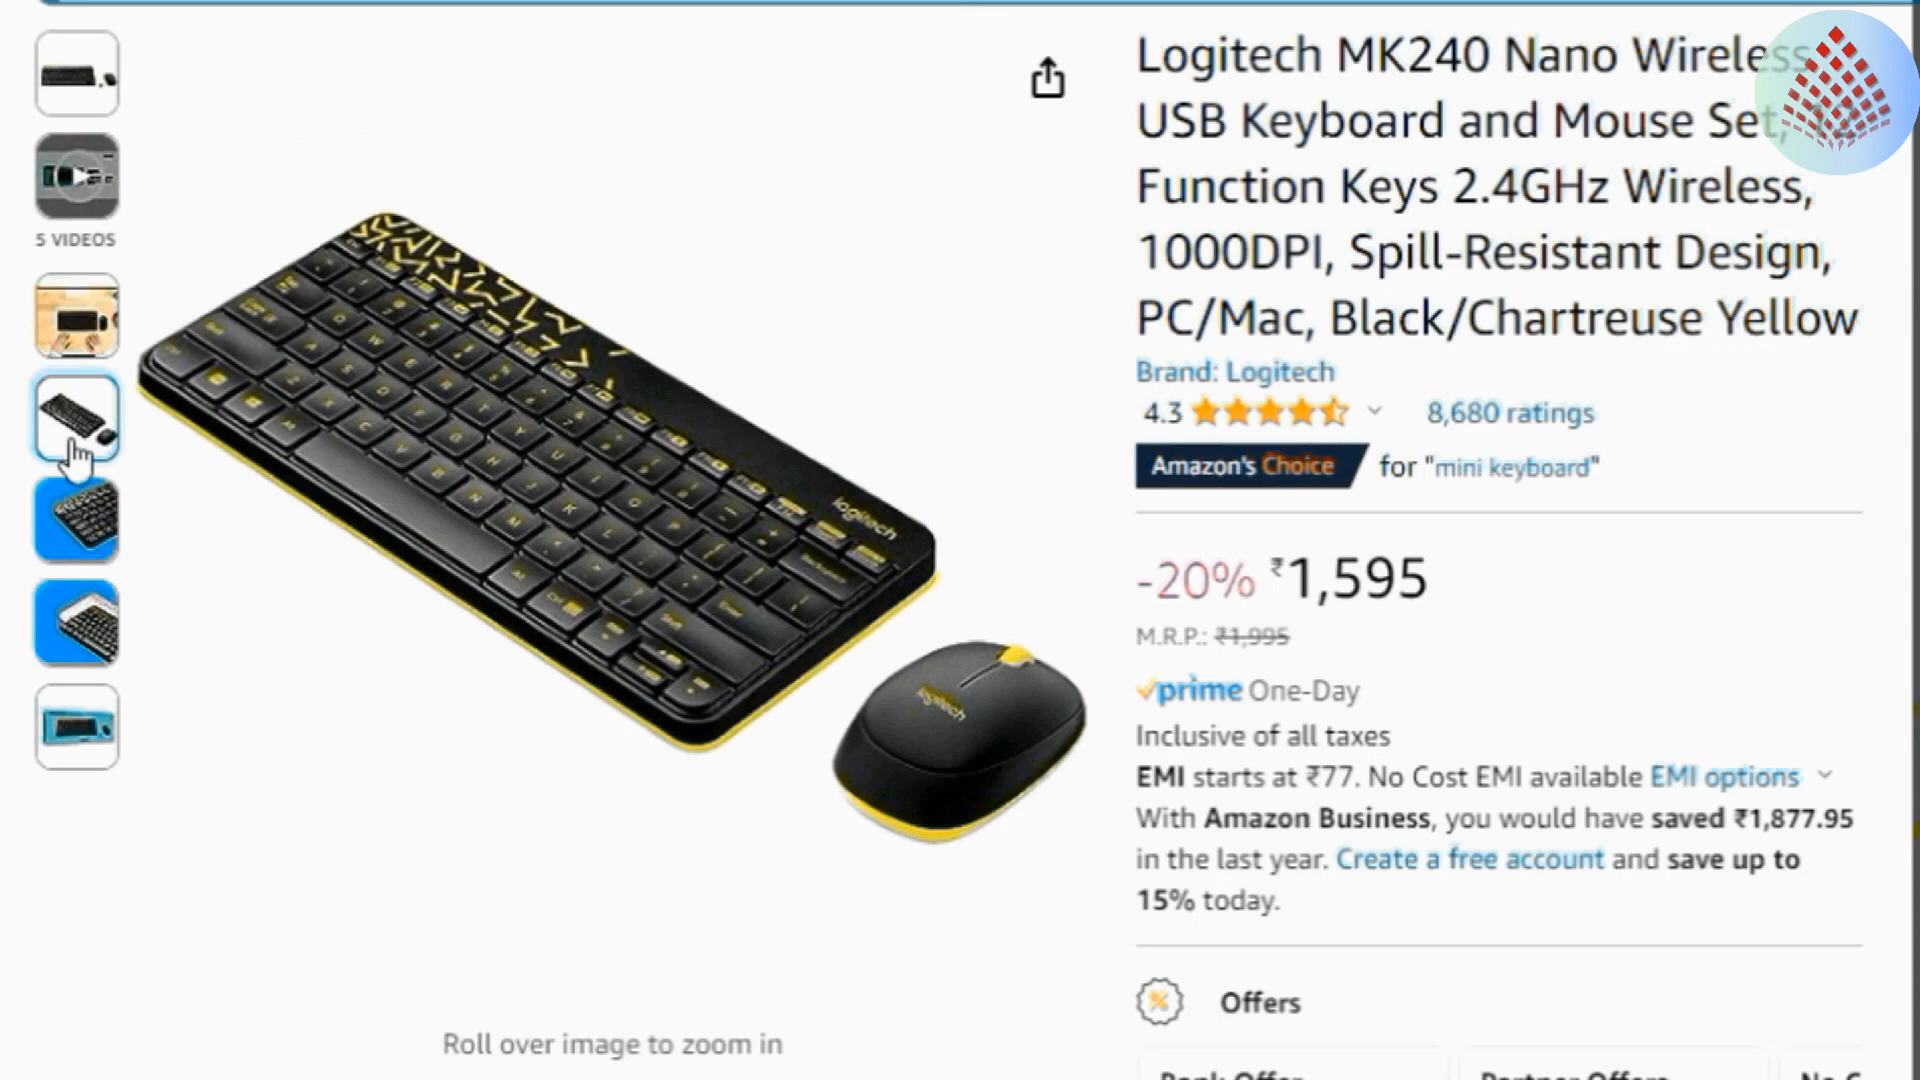 Logitech MK240 Nano Wireless
USB Keyboard and Mouse Set, 12
Function Keys 2.4GHz Wireless,
1000DPI, Spill-Resistant Design,
PC/Mac, Black/Chartreuse Yellow
Brand: Logitech
4.3 8,680 ratings
Amazon's Choice for "mini keyboard"
-20% ₹1,595
M.R.P.: ₹1,995
prime One-Day
Inclusive of all taxes
EMI starts at ₹77. No Cost EMI available EMI options
With Amazon Business, you would have saved ₹1,877.95
in the last year. Create a free account and save up to
15% today.
Offers
5 VIDEOS
logitech
logitech
Roll over image to zoom in